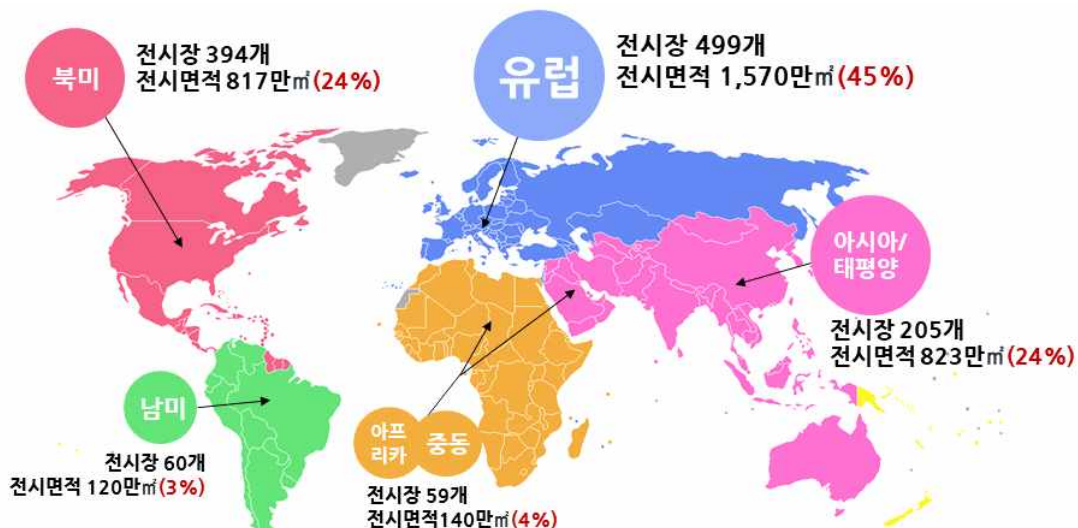 북미
전시장 394개
전시면적 817만㎡(24%)
유럽
전시장 499개
전시면적 1,570만㎡(45%)
아시아/
태평양
전시장 205개
전시면적 823만㎡(24%)
남미
전시장 60개
전시면적 120만㎡(3%)
아프
리카
중동
전시장 59개
전시면적140만㎡(4%)